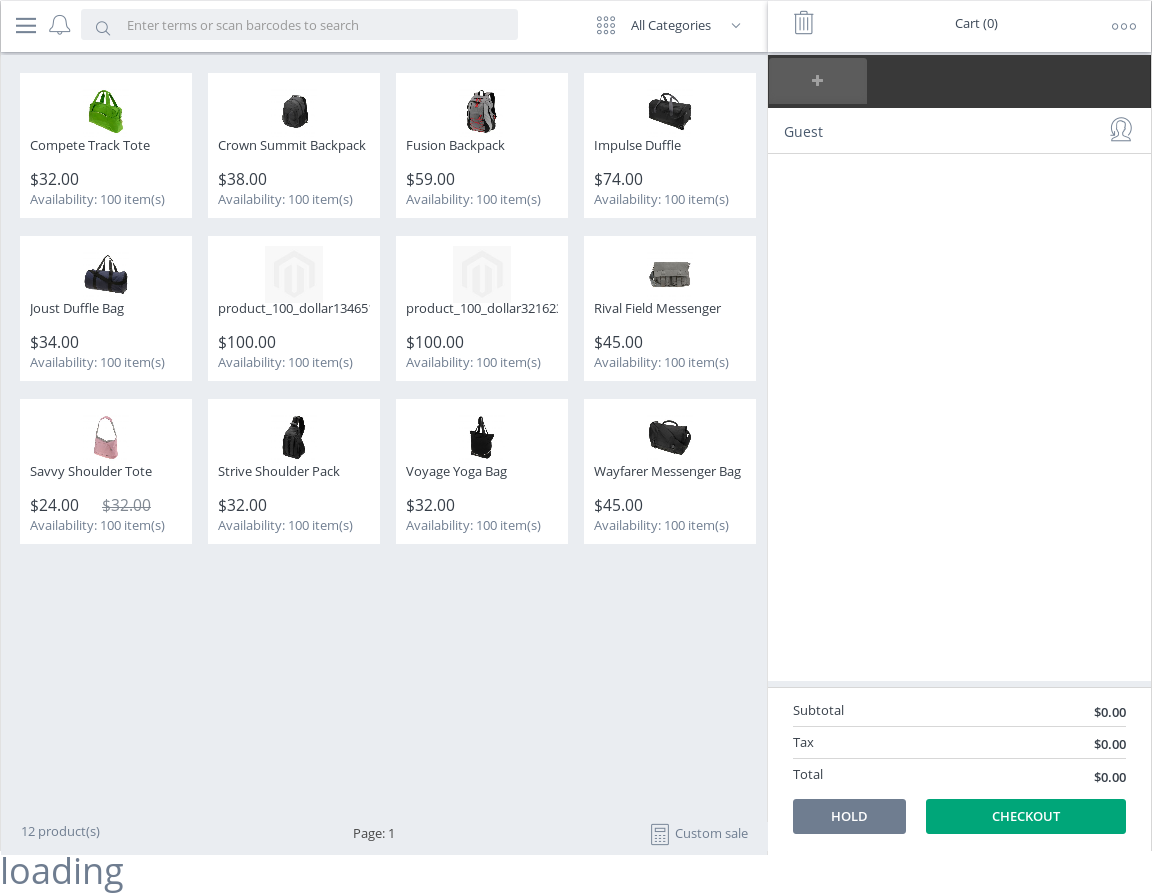 Enter terms or scan barcodes to search
All Categories
Cart (0)
Guest
Compete Track Tote
$32.00
Availability: 100 item(s)
Crown Summit Backpack
$38.00
Availability: 100 item(s)
Fusion Backpack
$59.00
Availability: 100 item(s)
Impulse Duffle
$74.00
Availability: 100 item(s)
Joust Duffle Bag
$34.00
Availability: 100 item(s)
product_100_dollar13465
$100.00
Availability: 100 item(s)
product_100_dollar32162
$100.00
Availability: 100 item(s)
Rival Field Messenger
$45.00
Availability: 100 item(s)
Savvy Shoulder Tote
$24.00 $32.00
Availability: 100 item(s)
Strive Shoulder Pack
$32.00
Availability: 100 item(s)
Voyage Yoga Bag
$32.00
Availability: 100 item(s)
Wayfarer Messenger Bag
$45.00
Availability: 100 item(s)
12 product(s)
Page: 1
Custom sale
Subtotal $0.00
Tax $0.00
Total $0.00
HOLD
CHECKOUT
loading